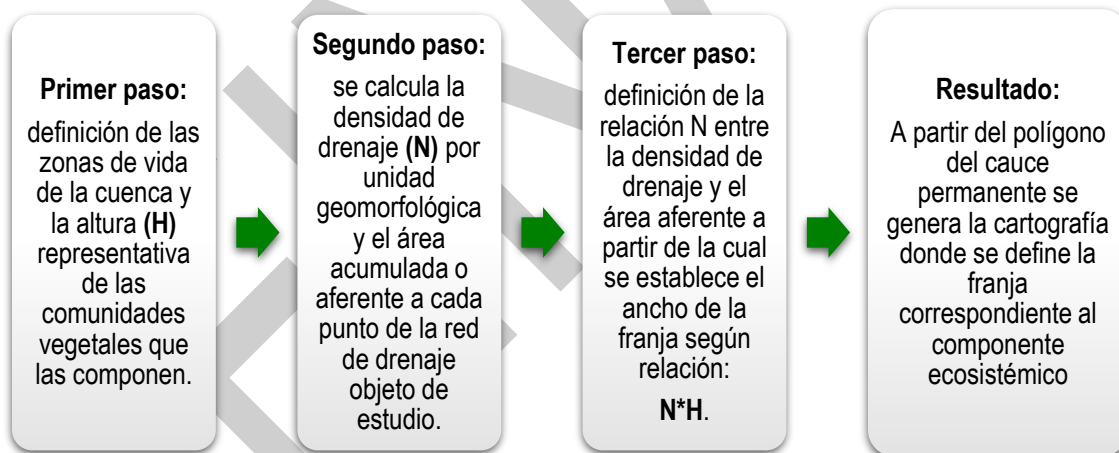 Primer paso:
definición de las
zonas de vida
de la cuenca y
la altura (H)
representativa
de las
comunidades
vegetales que
las componen.
Segundo paso:
se calcula la
densidad de
drenaje (N) por
unidad
geomorfológica
y el área
acumulada o
aferente a cada
punto de la red
de drenaje
objeto de
estudio.
Tercer paso:
definición de la
relación N entre
la densidad de
drenaje y el
área aferente a
partir de la cual
se establece el
ancho de la
franja según
relación:
N*H.
Resultado:
A partir del polígono
del cauce
permanente se
genera la cartografía
donde se define la
franja
correspondiente al
componente
ecosistémico